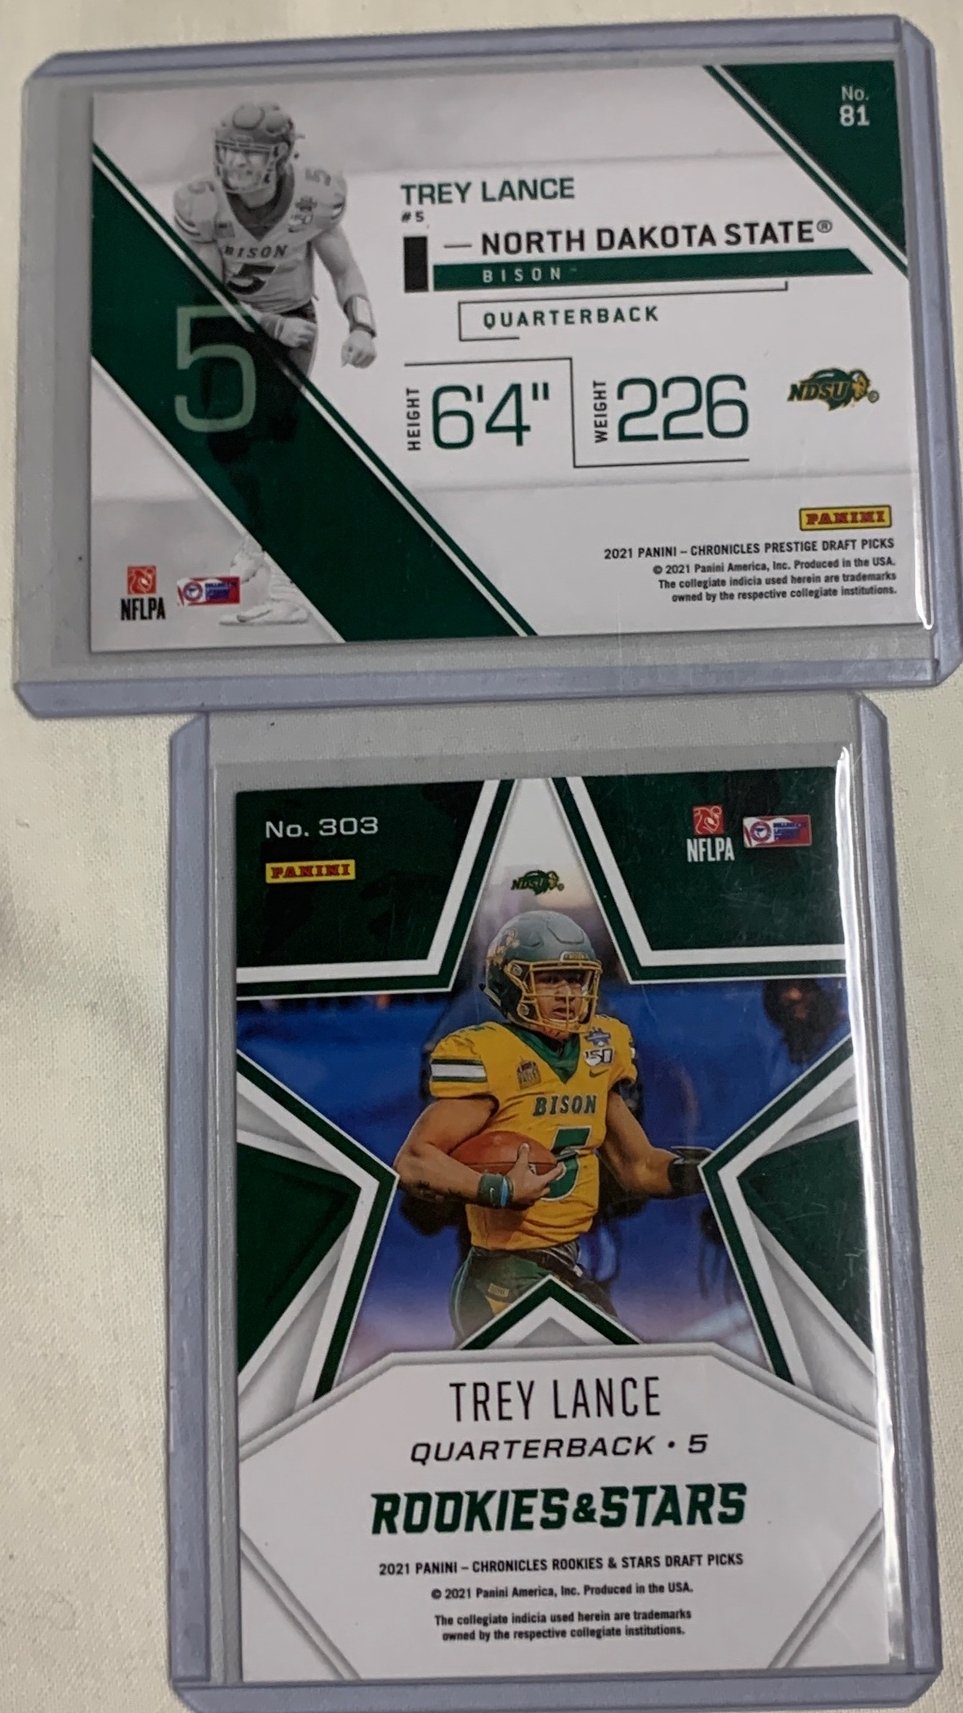 No.
81
TREY LANCE
#5
NORTH DAKOTA STATE®
BISON™
QUARTERBACK
HEIGHT 6'4" WEIGHT 226
NDSU®
BISON
5
5
PANINI
2021 PANINI – CHRONICLES PRESTIGE DRAFT PICKS
© 2021 Panini America, Inc. Produced in the USA.
The collegiate indicia used herein are trademarks
owned by the respective collegiate institutions.
NFLPA
No. 303
PANINI
NFLPA
NDSU®
150
BISON
5
TREY LANCE
QUARTERBACK • 5
ROOKIES&STARS
2021 PANINI – CHRONICLES ROOKIES & STARS DRAFT PICKS
© 2021 Panini America, Inc. Produced in the USA.
The collegiate indicia used herein are trademarks
owned by the respective collegiate institutions.